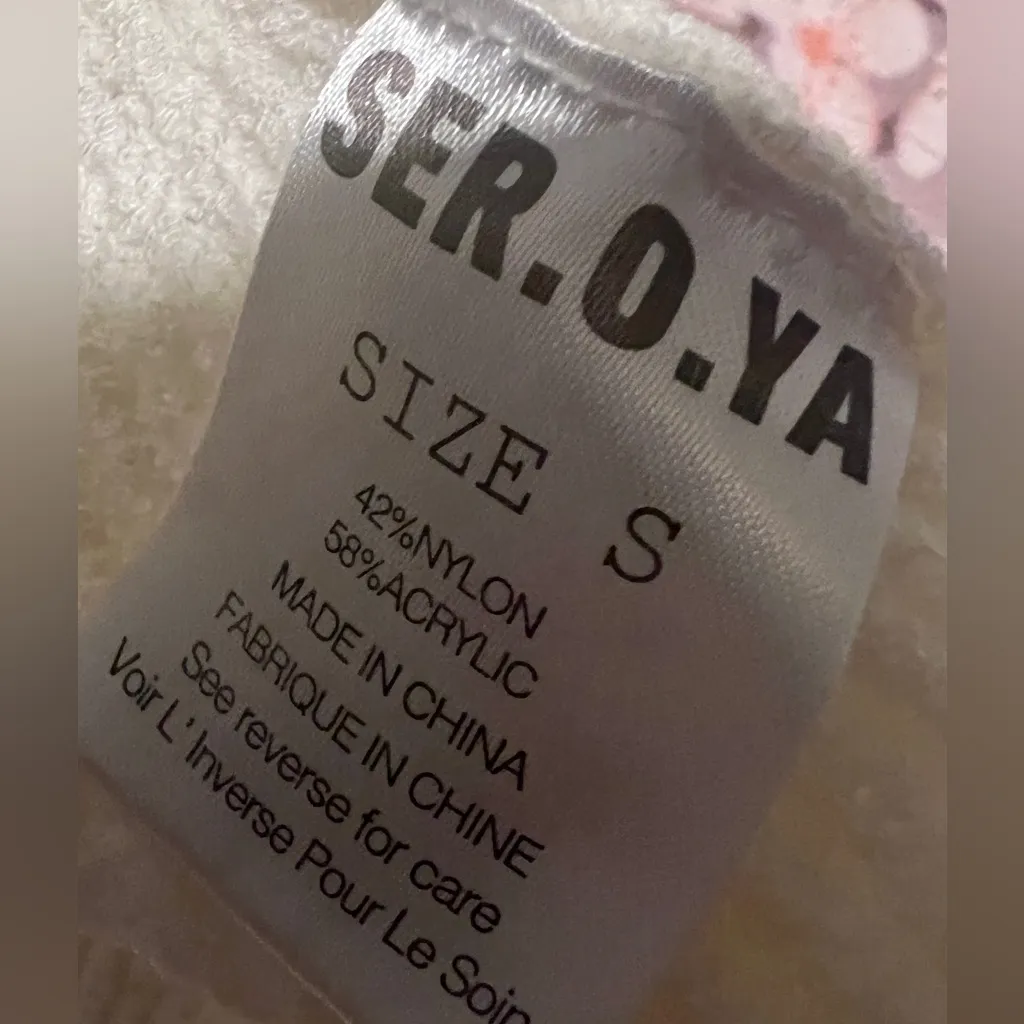 SER.O.YA
SIZE S
42%NYLON
58%ACRYLIC
MADE IN CHINA
FABRIQUE IN CHINE
See reverse for care
Voir L' Inverse Pour Le Soin